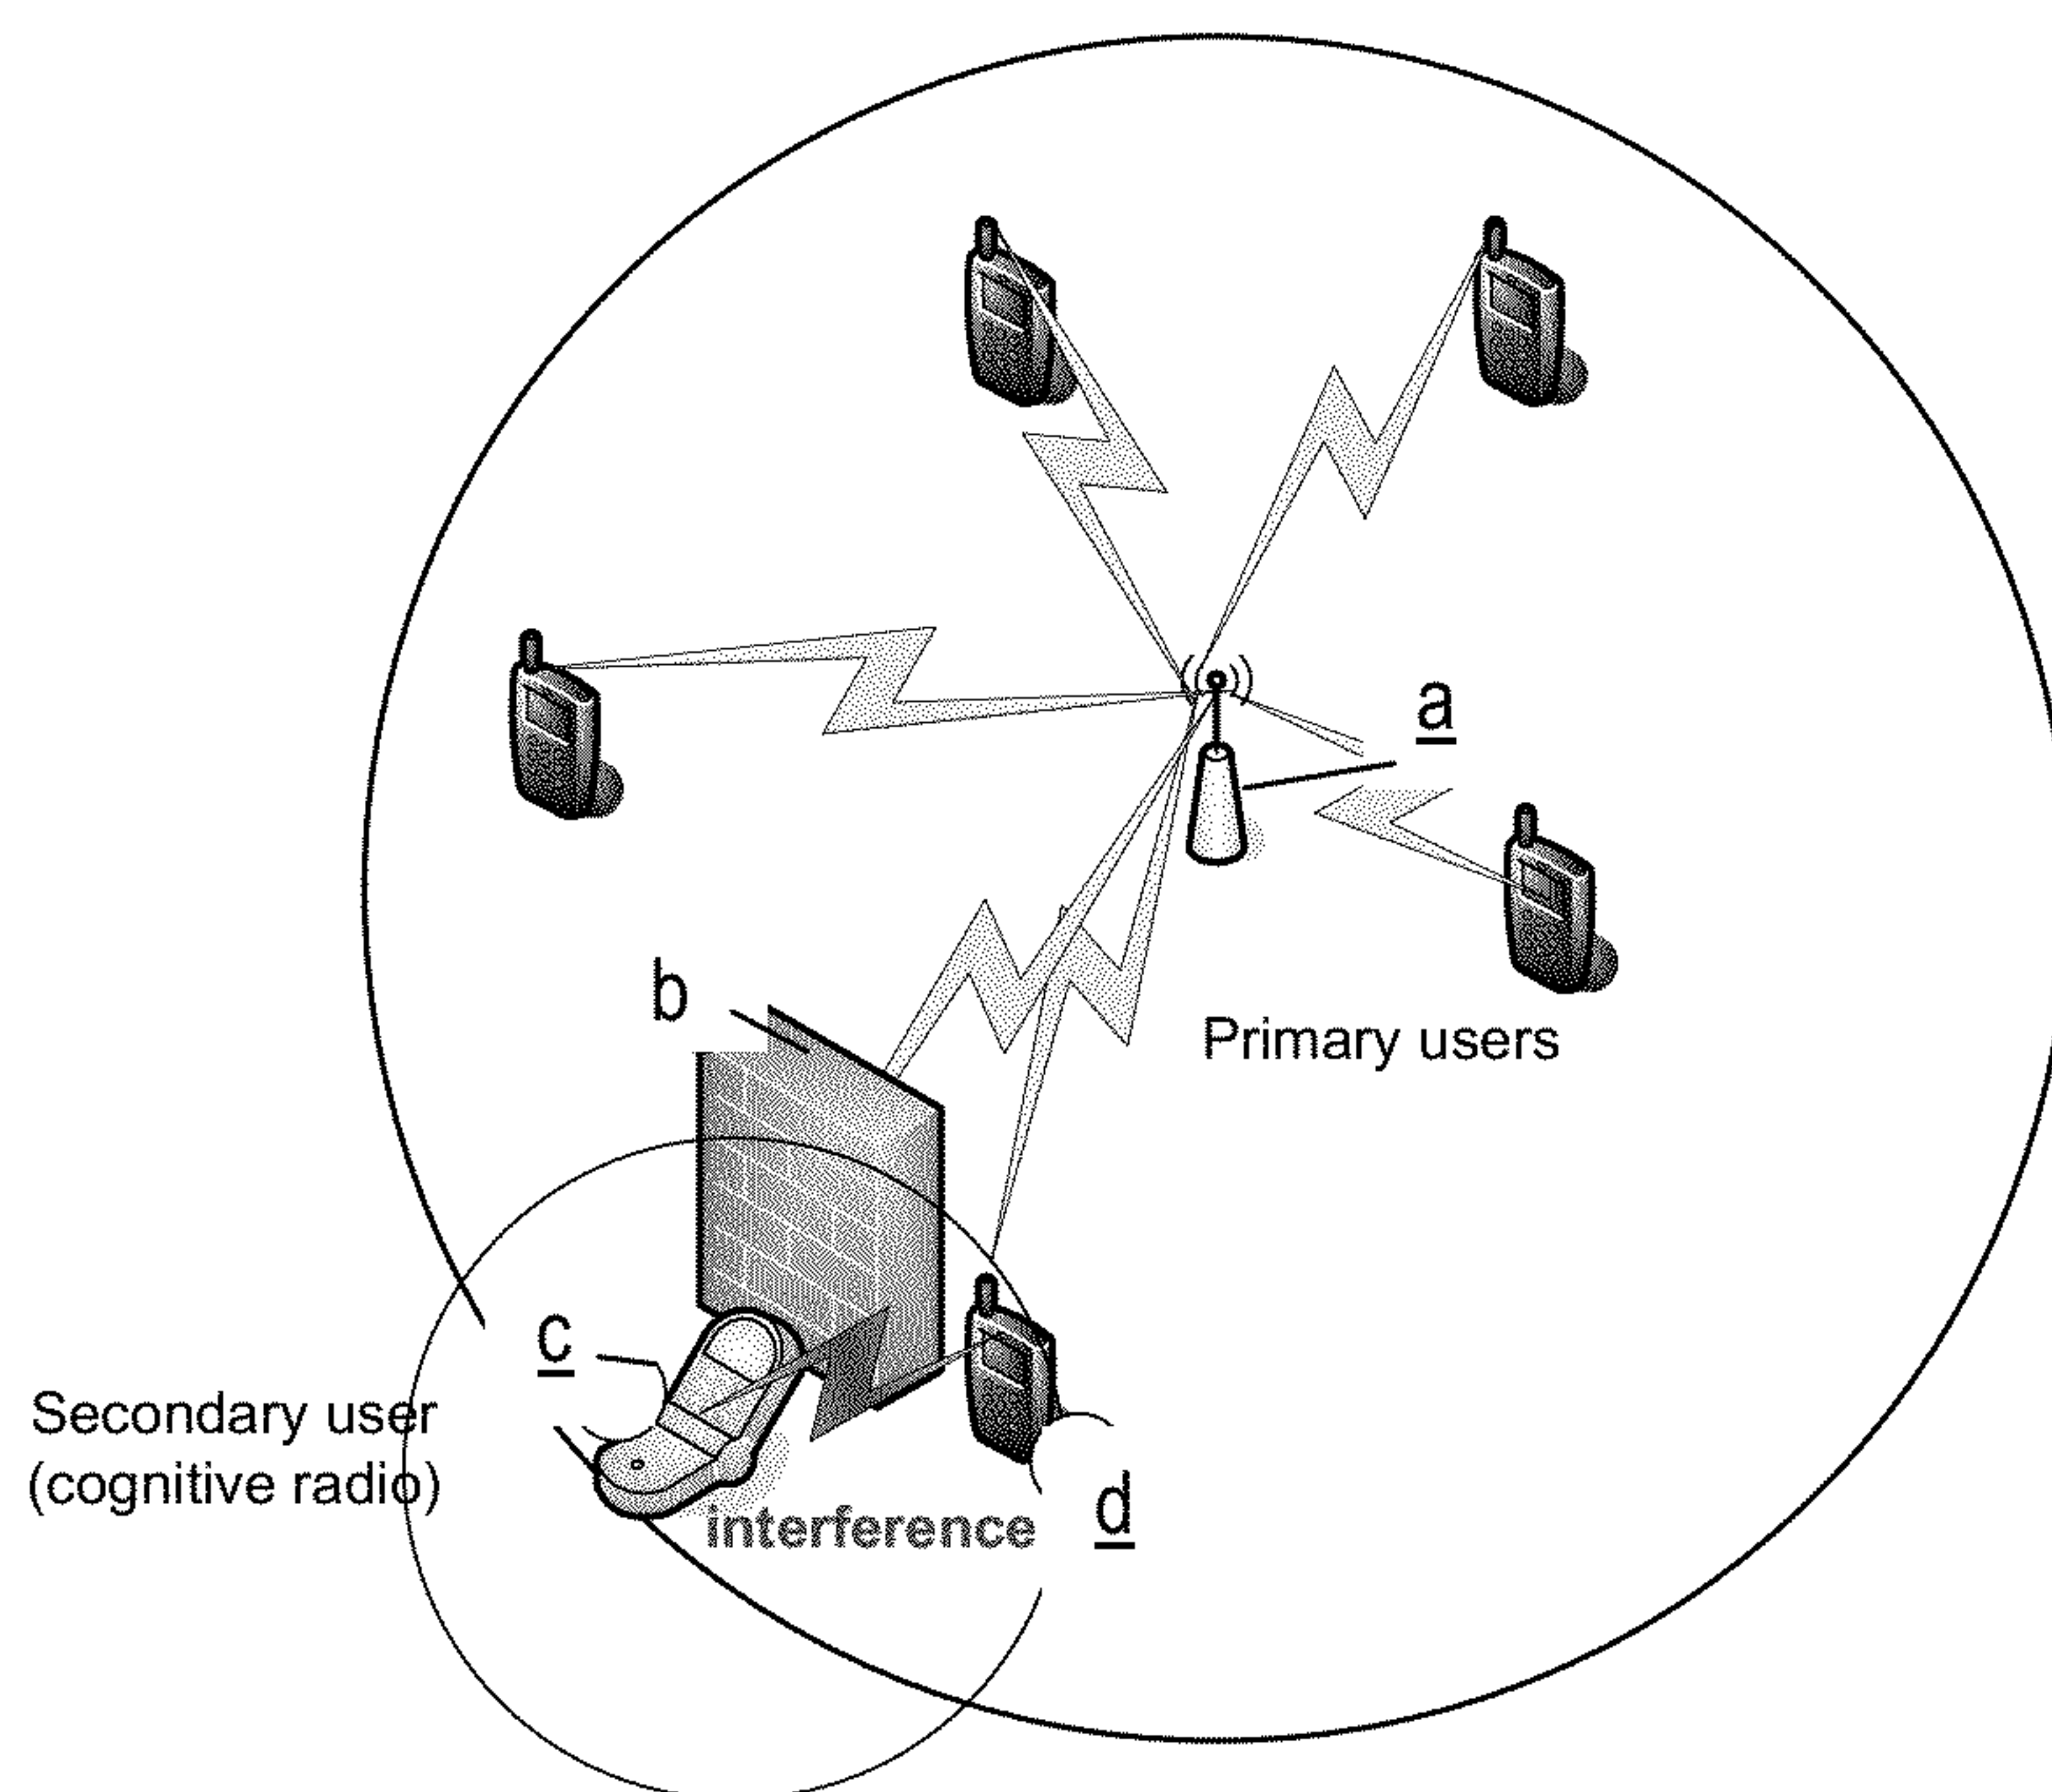 a
b
Primary users
c
Secondary user
(cognitive radio)
interference
d